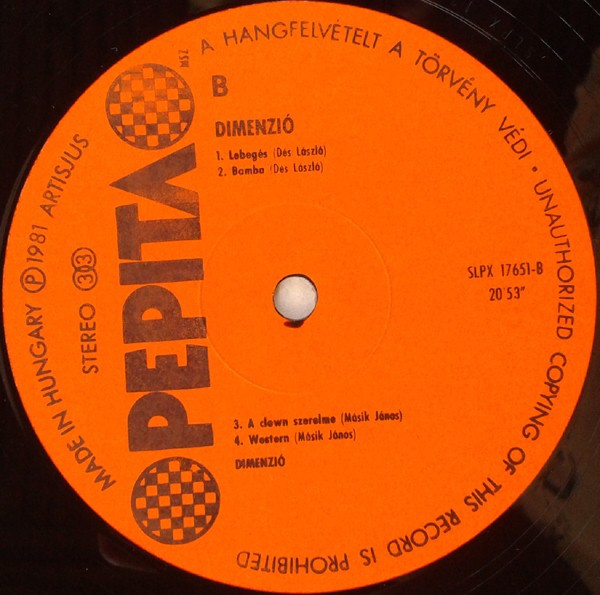 A HANGFELVÉTELT A TÖRVÉNY VÉDI • UNAUTHORIZED COPYING OF THIS RECORD IS PROHIBITED
MADE IN HUNGARY Ⓟ 1981 ARTISJUS
STEREO 33
PEPITA
MSZ
B
DIMENZIÓ
1. Lebegés (Des László)
2. Bamba (Des László)
SLPX 17651-B
20'53"
3. A clown szerelme (Másik János)
4. Western (Másik János)
DIMENZIÓ